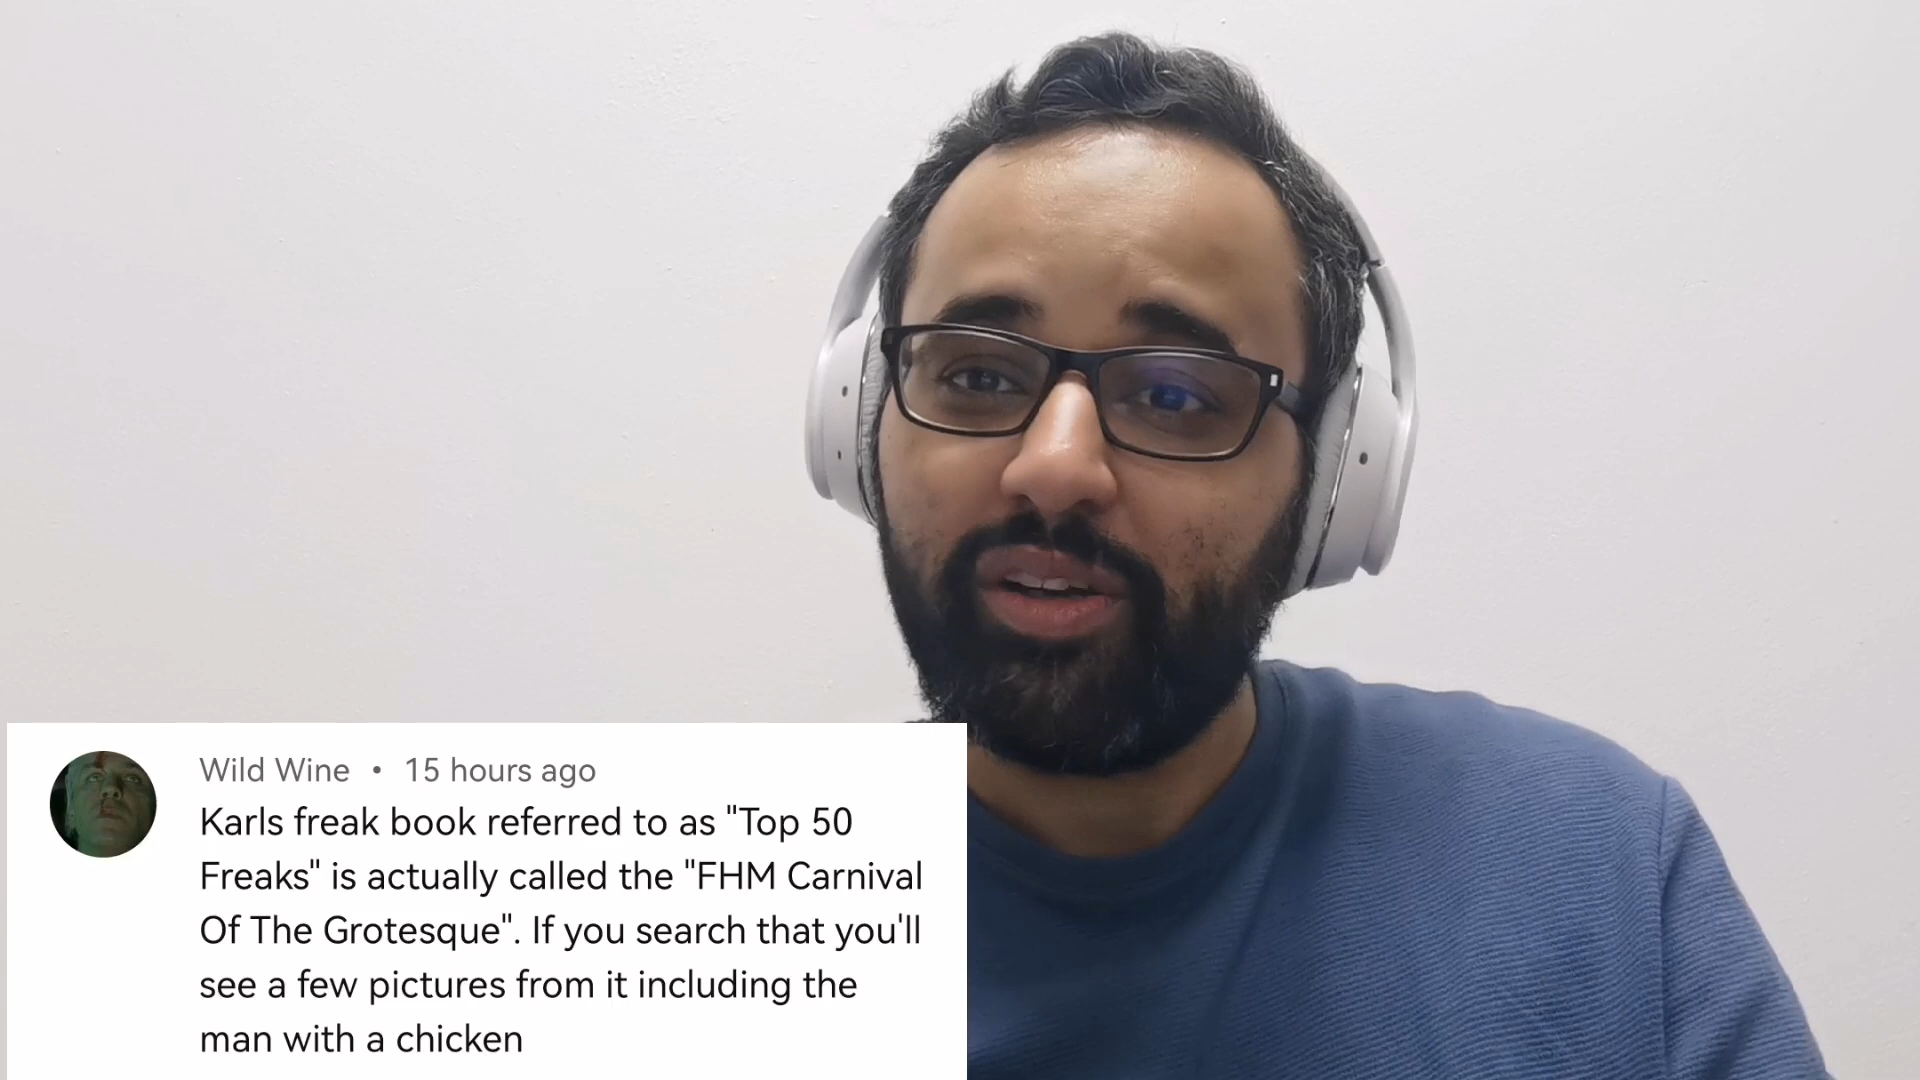 Wild Wine • 15 hours ago
Karls freak book referred to as "Top 50
Freaks" is actually called the "FHM Carnival
Of The Grotesque". If you search that you'll
see a few pictures from it including the
man with a chicken